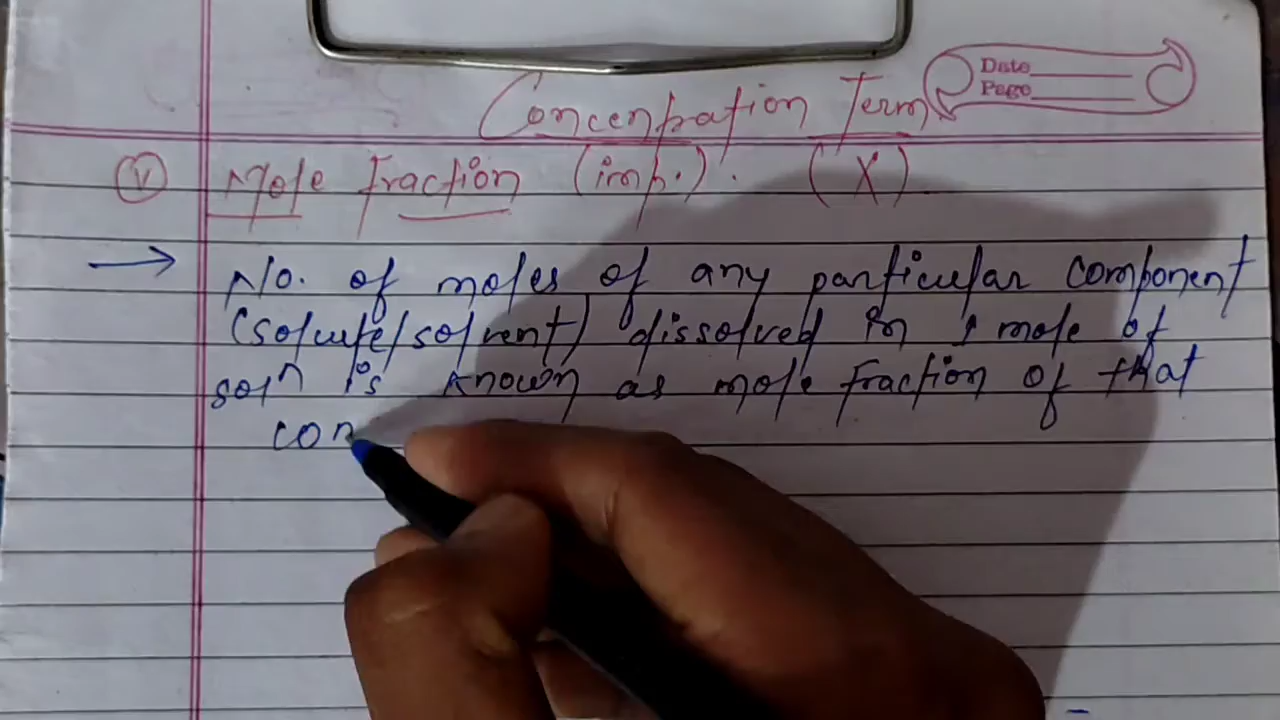 Concentration Term
Date
Page
(V) Mole fraction (imp.). (X)
→ No. of moles of any particular component
(solute/solvent) dissolved in 1 mole of
solⁿ is known as mole fraction of that
com